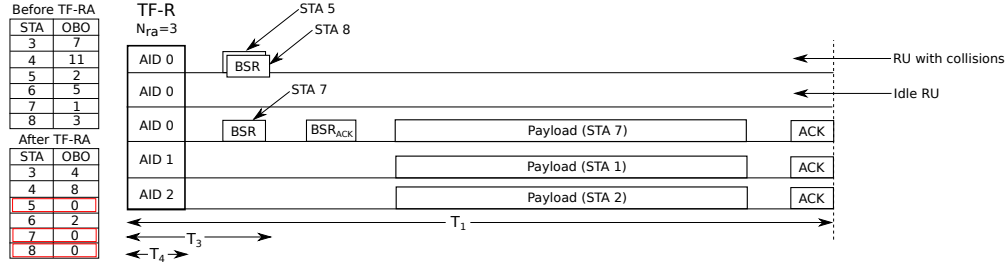 Before TF-RA
STA OBO
3 7
4 11
5 2
6 5
7 1
8 3
After TF-RA
STA OBO
3 4
4 8
5 0
6 2
7 0
8 0
TF-R
Nra=3
STA 5
STA 8
AID 0 BSR RU with collisions
AID 0 Idle RU
STA 7
AID 0 BSR BSRACK Payload (STA 7) ACK
AID 1 Payload (STA 1) ACK
AID 2 Payload (STA 2) ACK
T1
T3
T4